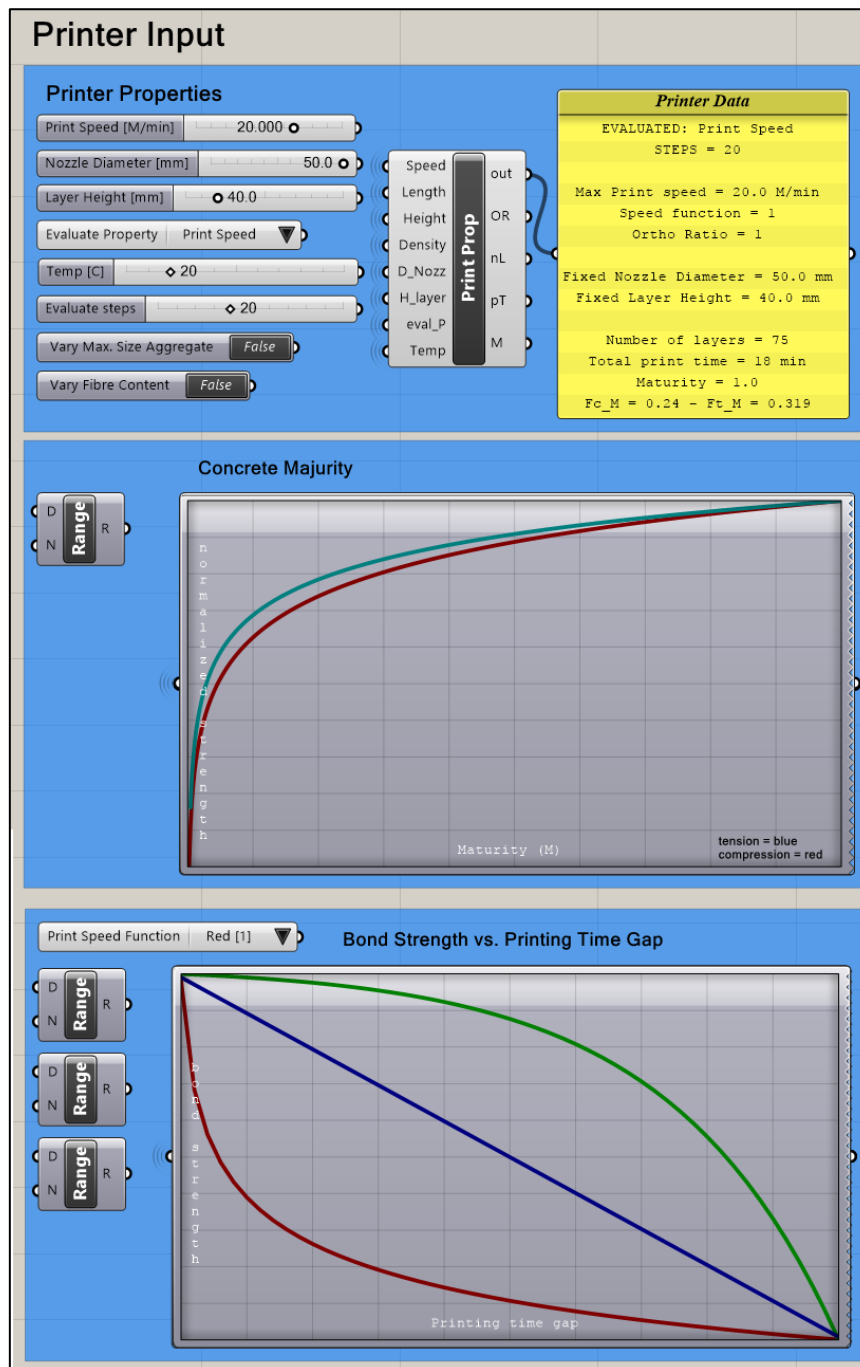 Printer Input
Printer Properties
Print Speed [M/min] 20.000
Nozzle Diameter [mm] 50.0
Layer Height [mm] 40.0
Evaluate Property Print Speed
Temp [C] 20
Evaluate steps 20
Vary Max. Size Aggregate False
Vary Fibre Content False
Speed
Length
Height
Density
D_Nozz
H_layer
eval_P
Temp
Print Prop
out
OR
nL
pT
M
Printer Data
EVALUATED: Print Speed
STEPS = 20
Max Print speed = 20.0 M/min
Speed function = 1
Ortho Ratio = 1
Fixed Nozzle Diameter = 50.0 mm
Fixed Layer Height = 40.0 mm
Number of layers = 75
Total print time = 18 min
Maturity = 1.0
Fc_M = 0.24 - Ft_M = 0.319
Concrete Majurity
D
N
Range
R
normalized strength
Maturity (M)
tension = blue
compression = red
Print Speed Function Red [1]
Bond Strength vs. Printing Time Gap
D
N
Range
R
D
N
Range
R
D
N
Range
R
bond strength
Printing time gap